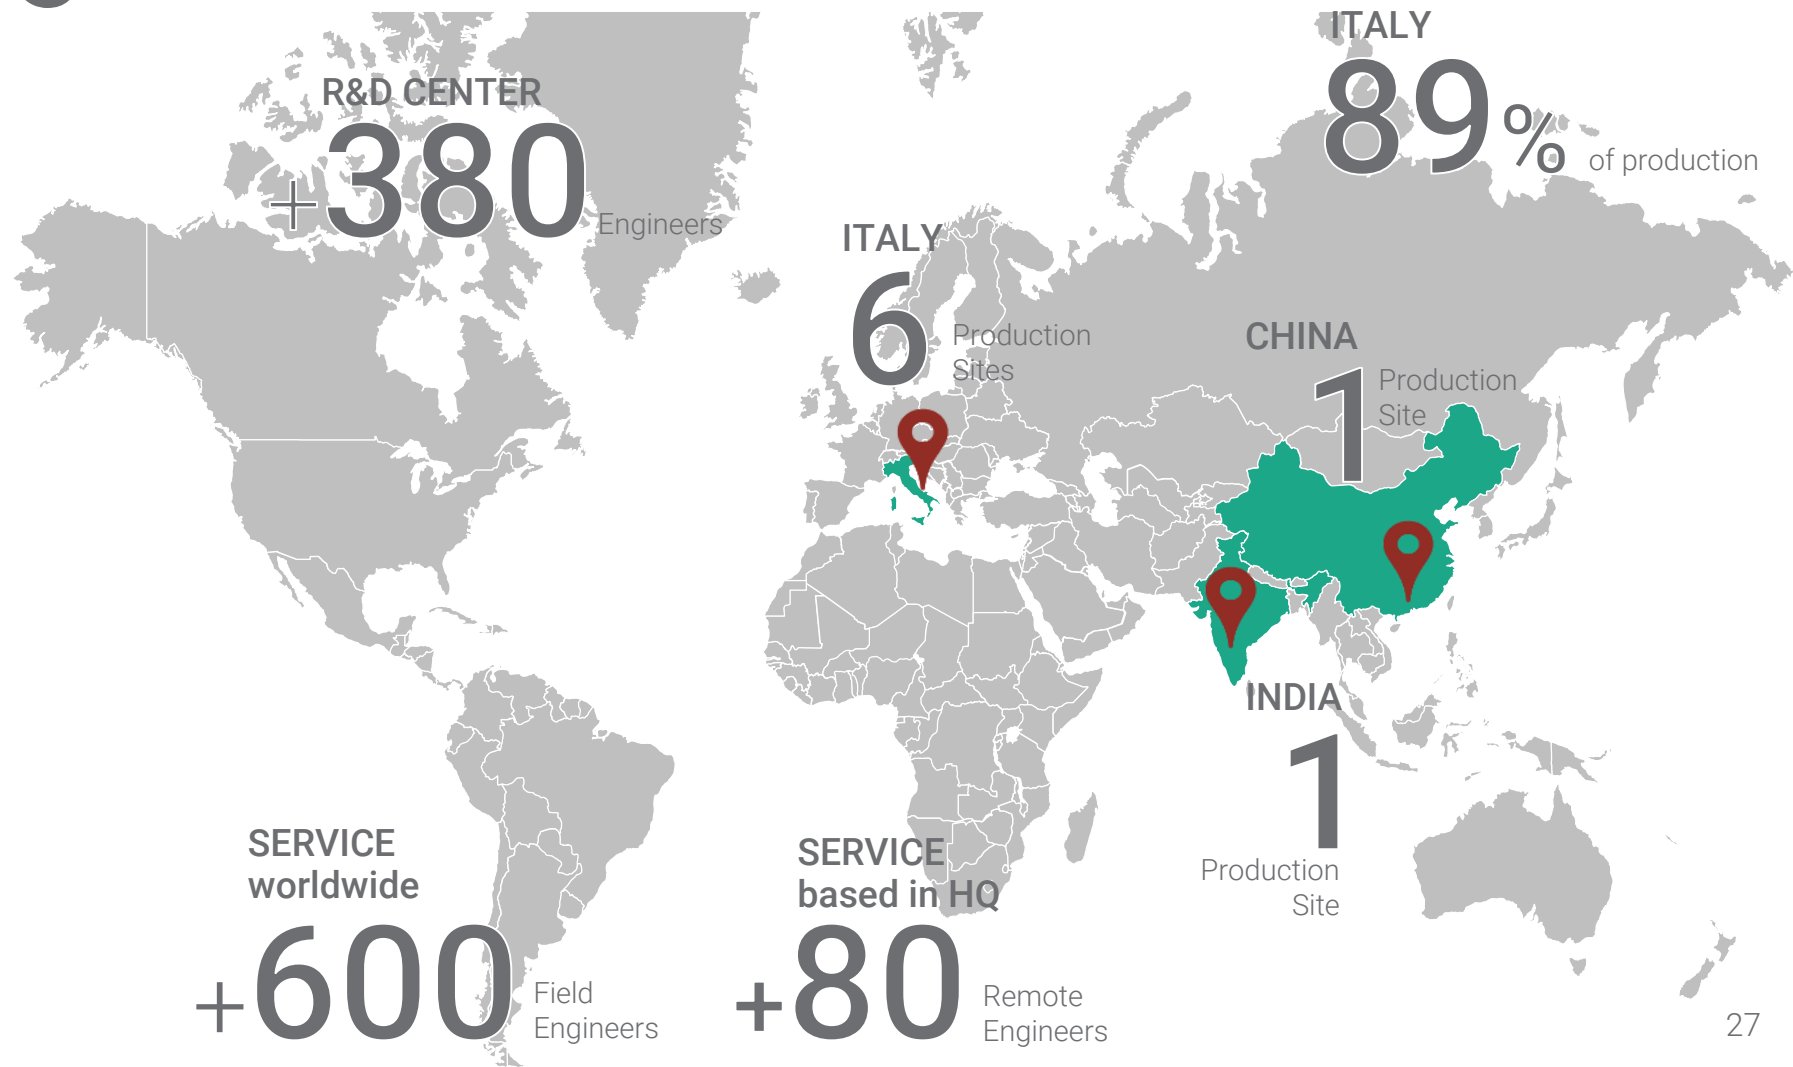 ITALY
89%
of production
R&D CENTER
+380
Engineers
ITALY
6
Production
Sites
CHINA
1
Production
Site
INDIA
1
Production
Site
SERVICE
worldwide
+600
Field
Engineers
SERVICE
based in HQ
+80
Remote
Engineers
27